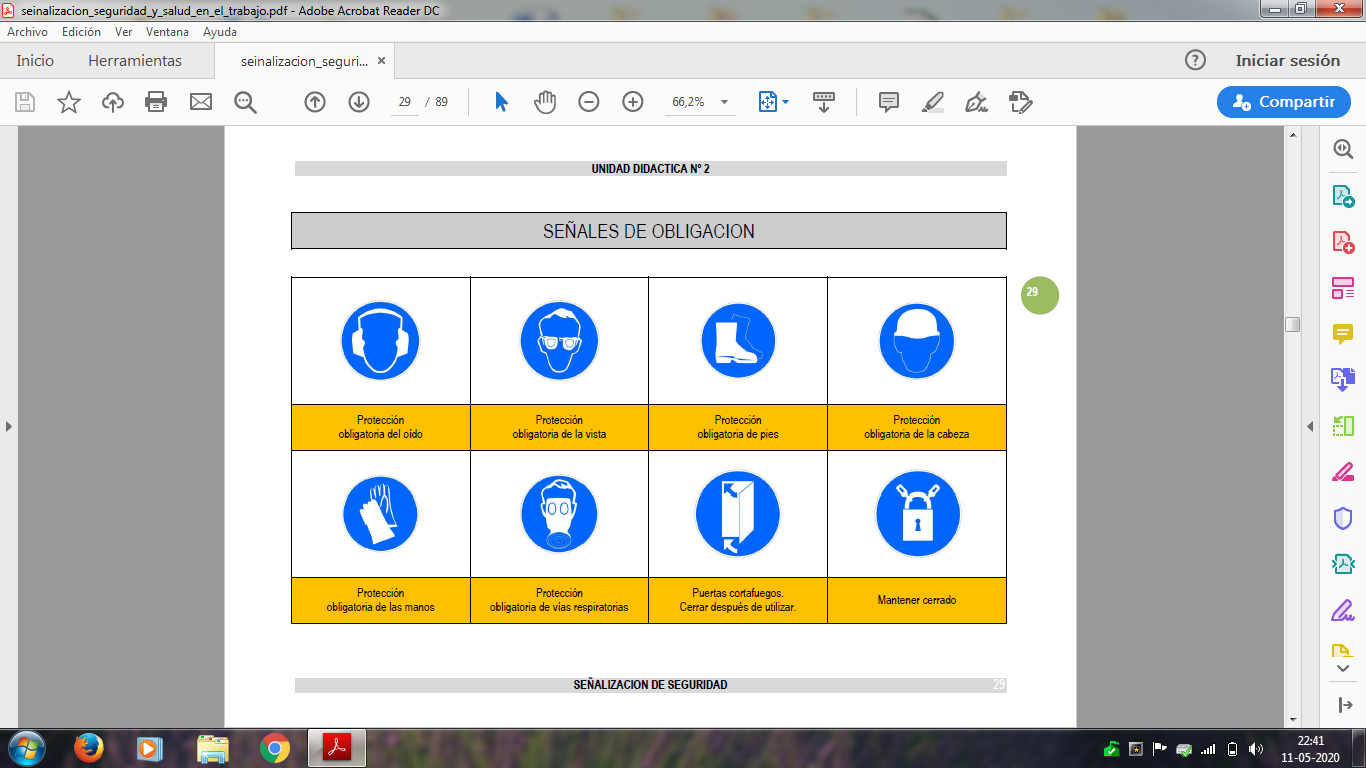 seinalizacion_seguridad_y_salud_en_el_trabajo.pdf - Adobe Acrobat Reader DC
Archivo Edición Ver Ventana Ayuda
Inicio Herramientas seinalizacion_seguri... Iniciar sesión
29 / 89 66,2% Compartir
UNIDAD DIDACTICA Nº 2
SEÑALES DE OBLIGACION
29
Protección
obligatoria del oído
Protección
obligatoria de la vista
Protección
obligatoria de pies
Protección
obligatoria de la cabeza
Protección
obligatoria de las manos
Protección
obligatoria de vías respiratorias
Puertas cortafuegos.
Cerrar después de utilizar.
Mantener cerrado
SEÑALIZACION DE SEGURIDAD 29
22:41
11-05-2020